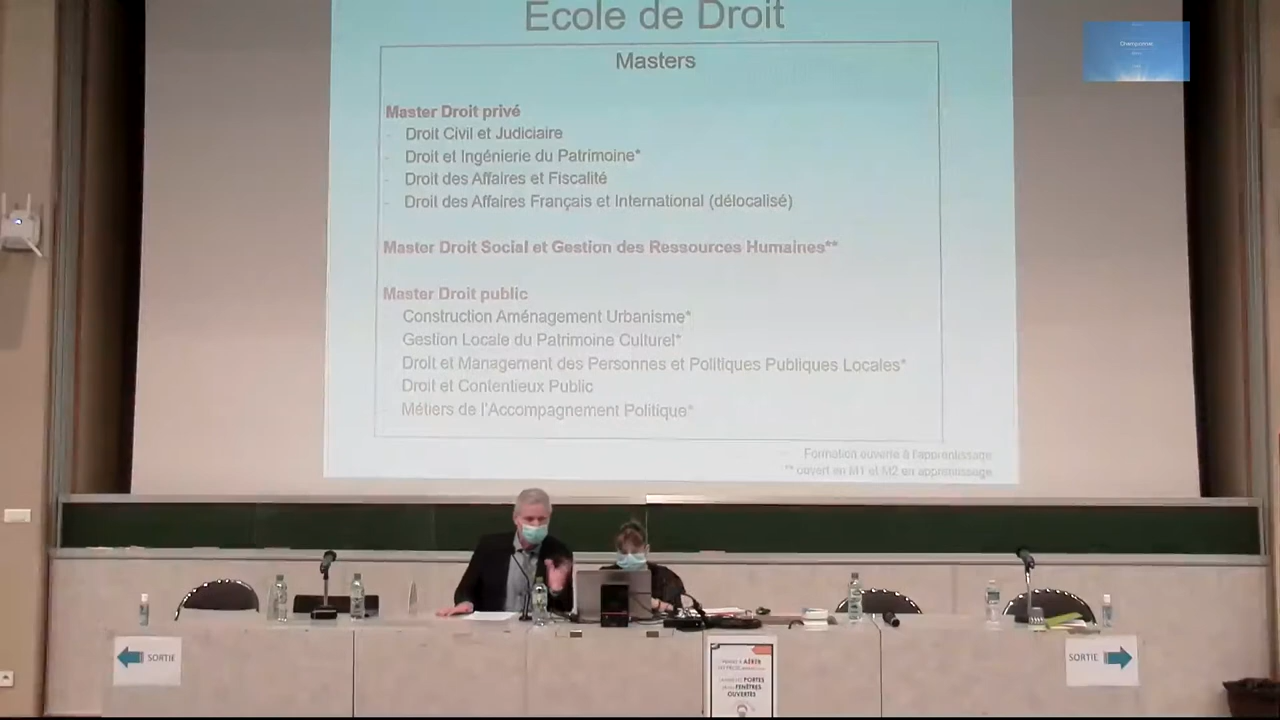 Ecole de Droit
Masters
Master Droit privé
- Droit Civil et Judiciaire
- Droit et Ingénierie du Patrimoine*
- Droit des Affaires et Fiscalité
- Droit des Affaires Français et International (délocalisé)
Master Droit Social et Gestion des Ressources Humaines**
Master Droit public
Construction Aménagement Urbanisme*
Gestion Locale du Patrimoine Culturel*
Droit et Management des Personnes et Politiques Publiques Locales*
Droit et Contentieux Public
Métiers de l'Accompagnement Politique*
Formation ouverte à l'apprentissage
** ouvert en M1 et M2 en apprentissage
SORTIE
SORTIE
AÉRER
PORTES
FENÊTRES
OUVERTES